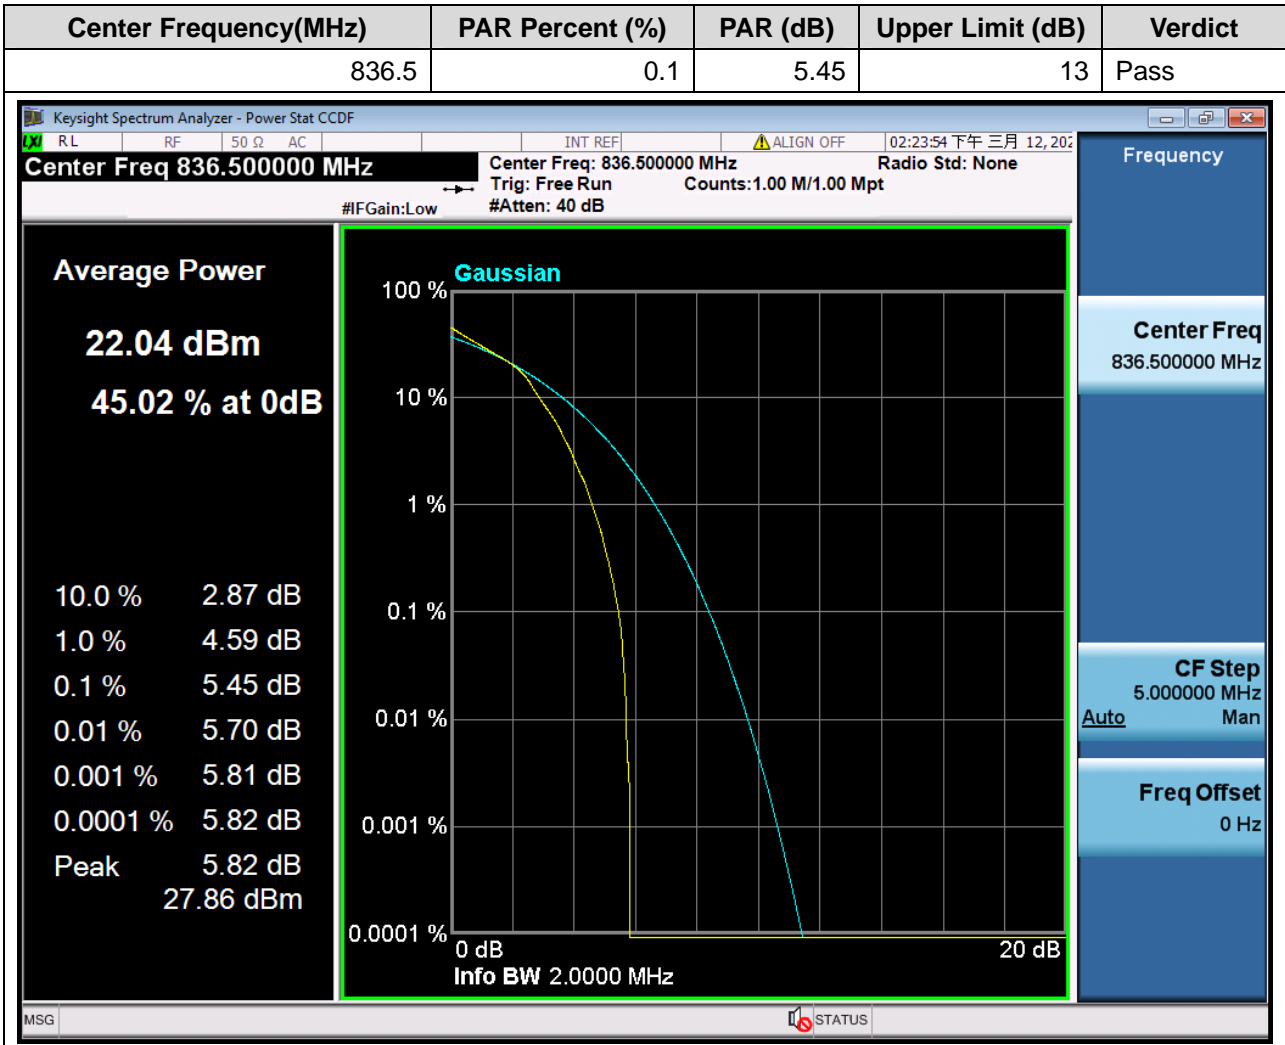 Center Frequency(MHz) PAR Percent (%) PAR (dB) Upper Limit (dB) Verdict
836.5 0.1 5.45 13 Pass
Keysight Spectrum Analyzer - Power Stat CCDF
LXI RL RF 50 Ω AC INT REF ALIGN OFF 02:23:54 下午 三月 12, 202
Center Freq 836.500000 MHz
Center Freq: 836.500000 MHz Radio Std: None
Trig: Free Run Counts:1.00 M/1.00 Mpt
#IFGain:Low #Atten: 40 dB
Average Power
22.04 dBm
45.02 % at 0dB
10.0 % 2.87 dB
1.0 % 4.59 dB
0.1 % 5.45 dB
0.01 % 5.70 dB
0.001 % 5.81 dB
0.0001 % 5.82 dB
Peak 5.82 dB
27.86 dBm
Gaussian
100 %
10 %
1 %
0.1 %
0.01 %
0.001 %
0.0001 %
0 dB 20 dB
Info BW 2.0000 MHz
Frequency
Center Freq
836.500000 MHz
CF Step
5.000000 MHz
Auto Man
Freq Offset
0 Hz
MSG STATUS